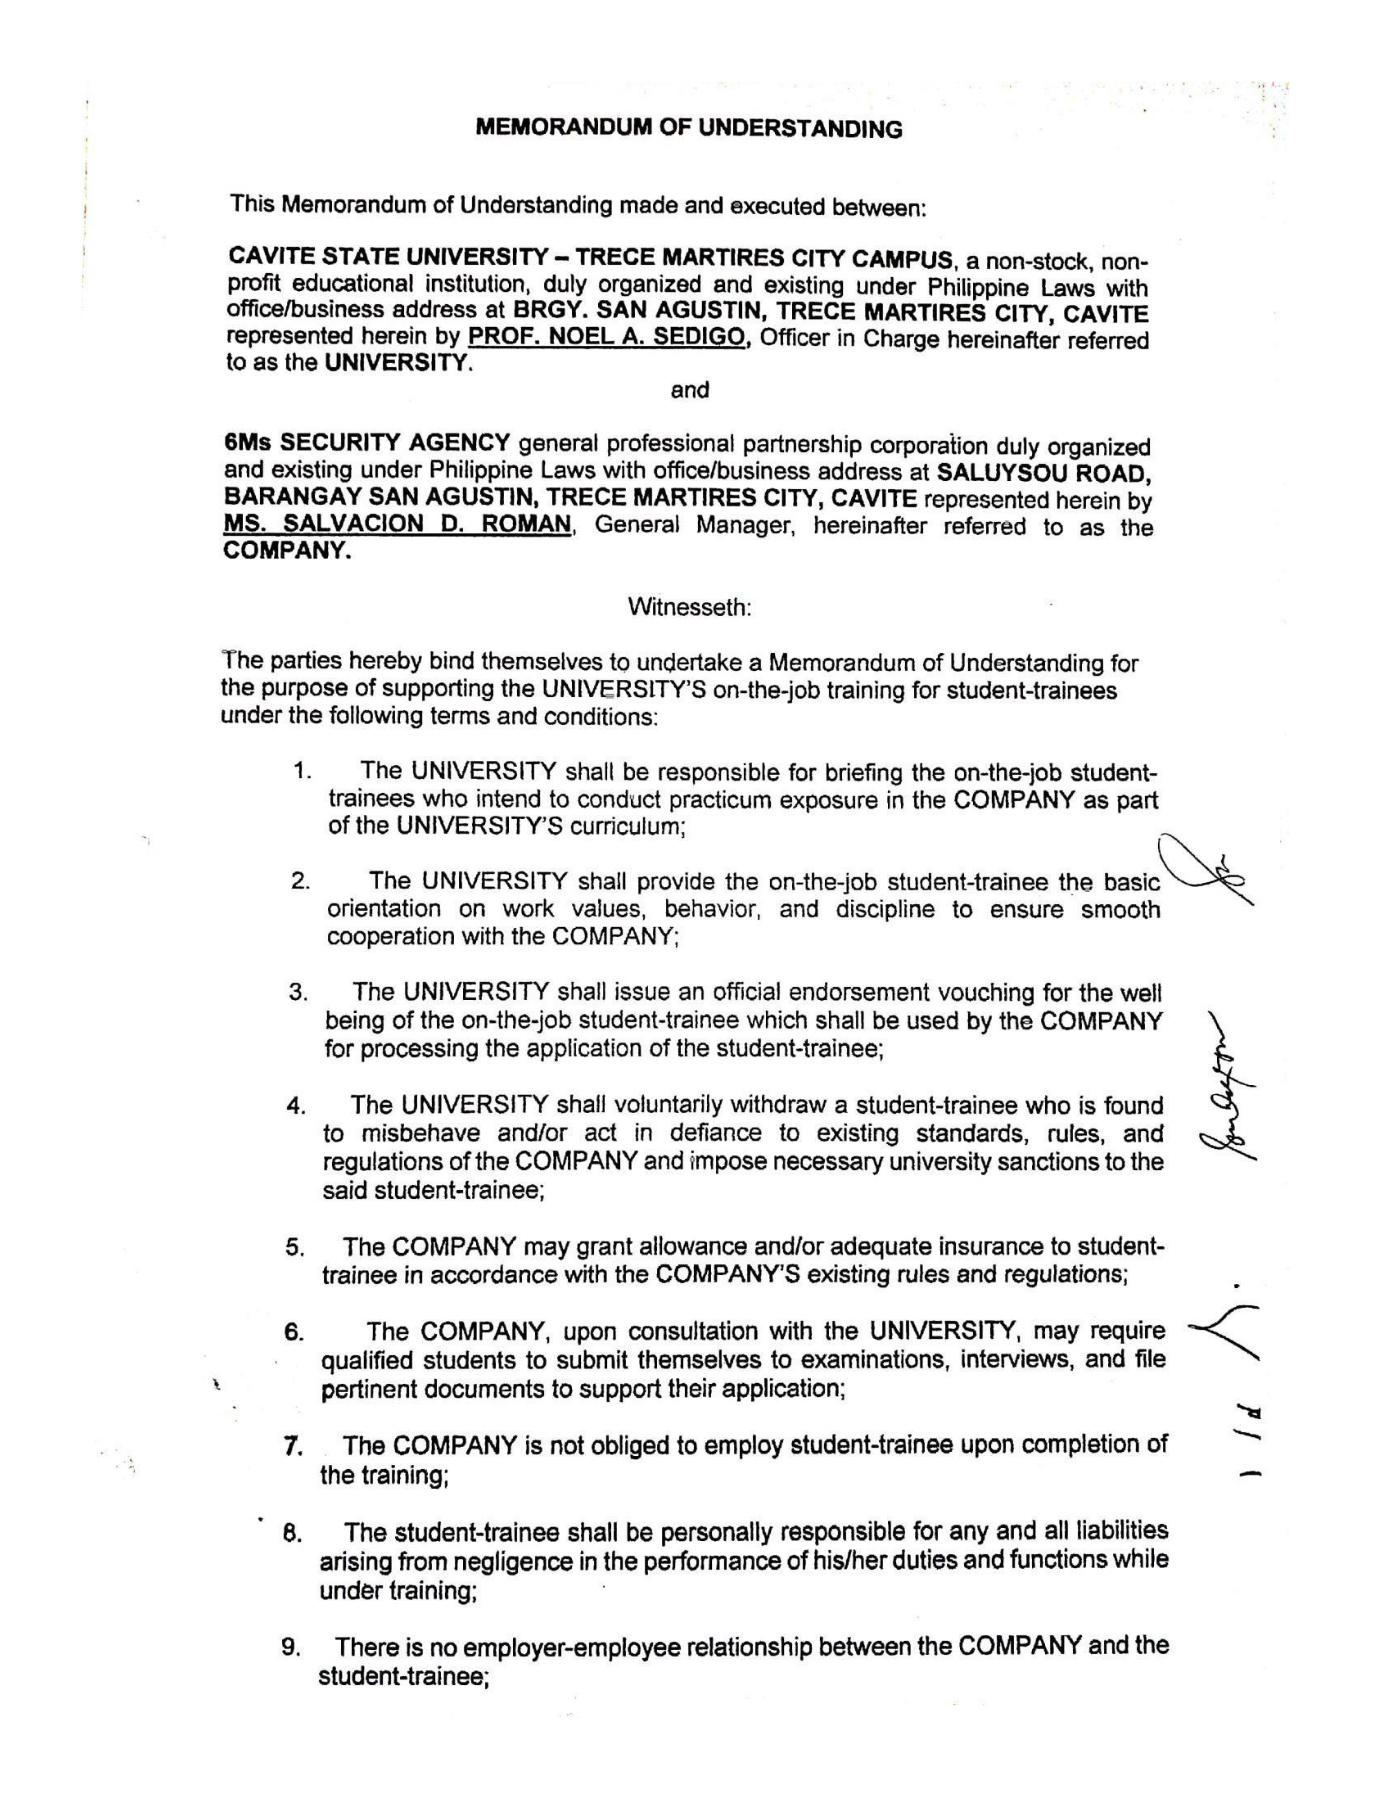 MEMORANDUM OF UNDERSTANDING
This Memorandum of Understanding made and executed between:
CAVITE STATE UNIVERSITY – TRECE MARTIRES CITY CAMPUS, a non-stock, non-
profit educational institution, duly organized and existing under Philippine Laws with
office/business address at BRGY. SAN AGUSTIN, TRECE MARTIRES CITY, CAVITE
represented herein by PROF. NOEL A. SEDIGO, Officer in Charge hereinafter referred
to as the UNIVERSITY.
and
6Ms SECURITY AGENCY general professional partnership corporation duly organized
and existing under Philippine Laws with office/business address at SALUYSOU ROAD,
BARANGAY SAN AGUSTIN, TRECE MARTIRES CITY, CAVITE represented herein by
MS. SALVACION D. ROMAN, General Manager, hereinafter referred to as the
COMPANY.
Witnesseth:
The parties hereby bind themselves to undertake a Memorandum of Understanding for
the purpose of supporting the UNIVERSITY'S on-the-job training for student-trainees
under the following terms and conditions:
1. The UNIVERSITY shall be responsible for briefing the on-the-job student-
trainees who intend to conduct practicum exposure in the COMPANY as part
of the UNIVERSITY'S curriculum;
2. The UNIVERSITY shall provide the on-the-job student-trainee the basic
orientation on work values, behavior, and discipline to ensure smooth
cooperation with the COMPANY;
3. The UNIVERSITY shall issue an official endorsement vouching for the well
being of the on-the-job student-trainee which shall be used by the COMPANY
for processing the application of the student-trainee;
4. The UNIVERSITY shall voluntarily withdraw a student-trainee who is found
to misbehave and/or act in defiance to existing standards, rules, and
regulations of the COMPANY and impose necessary university sanctions to the
said student-trainee;
5. The COMPANY may grant allowance and/or adequate insurance to student-
trainee in accordance with the COMPANY'S existing rules and regulations;
6. The COMPANY, upon consultation with the UNIVERSITY, may require
qualified students to submit themselves to examinations, interviews, and file
pertinent documents to support their application;
7. The COMPANY is not obliged to employ student-trainee upon completion of
the training;
8. The student-trainee shall be personally responsible for any and all liabilities
arising from negligence in the performance of his/her duties and functions while
under training;
9. There is no employer-employee relationship between the COMPANY and the
student-trainee;